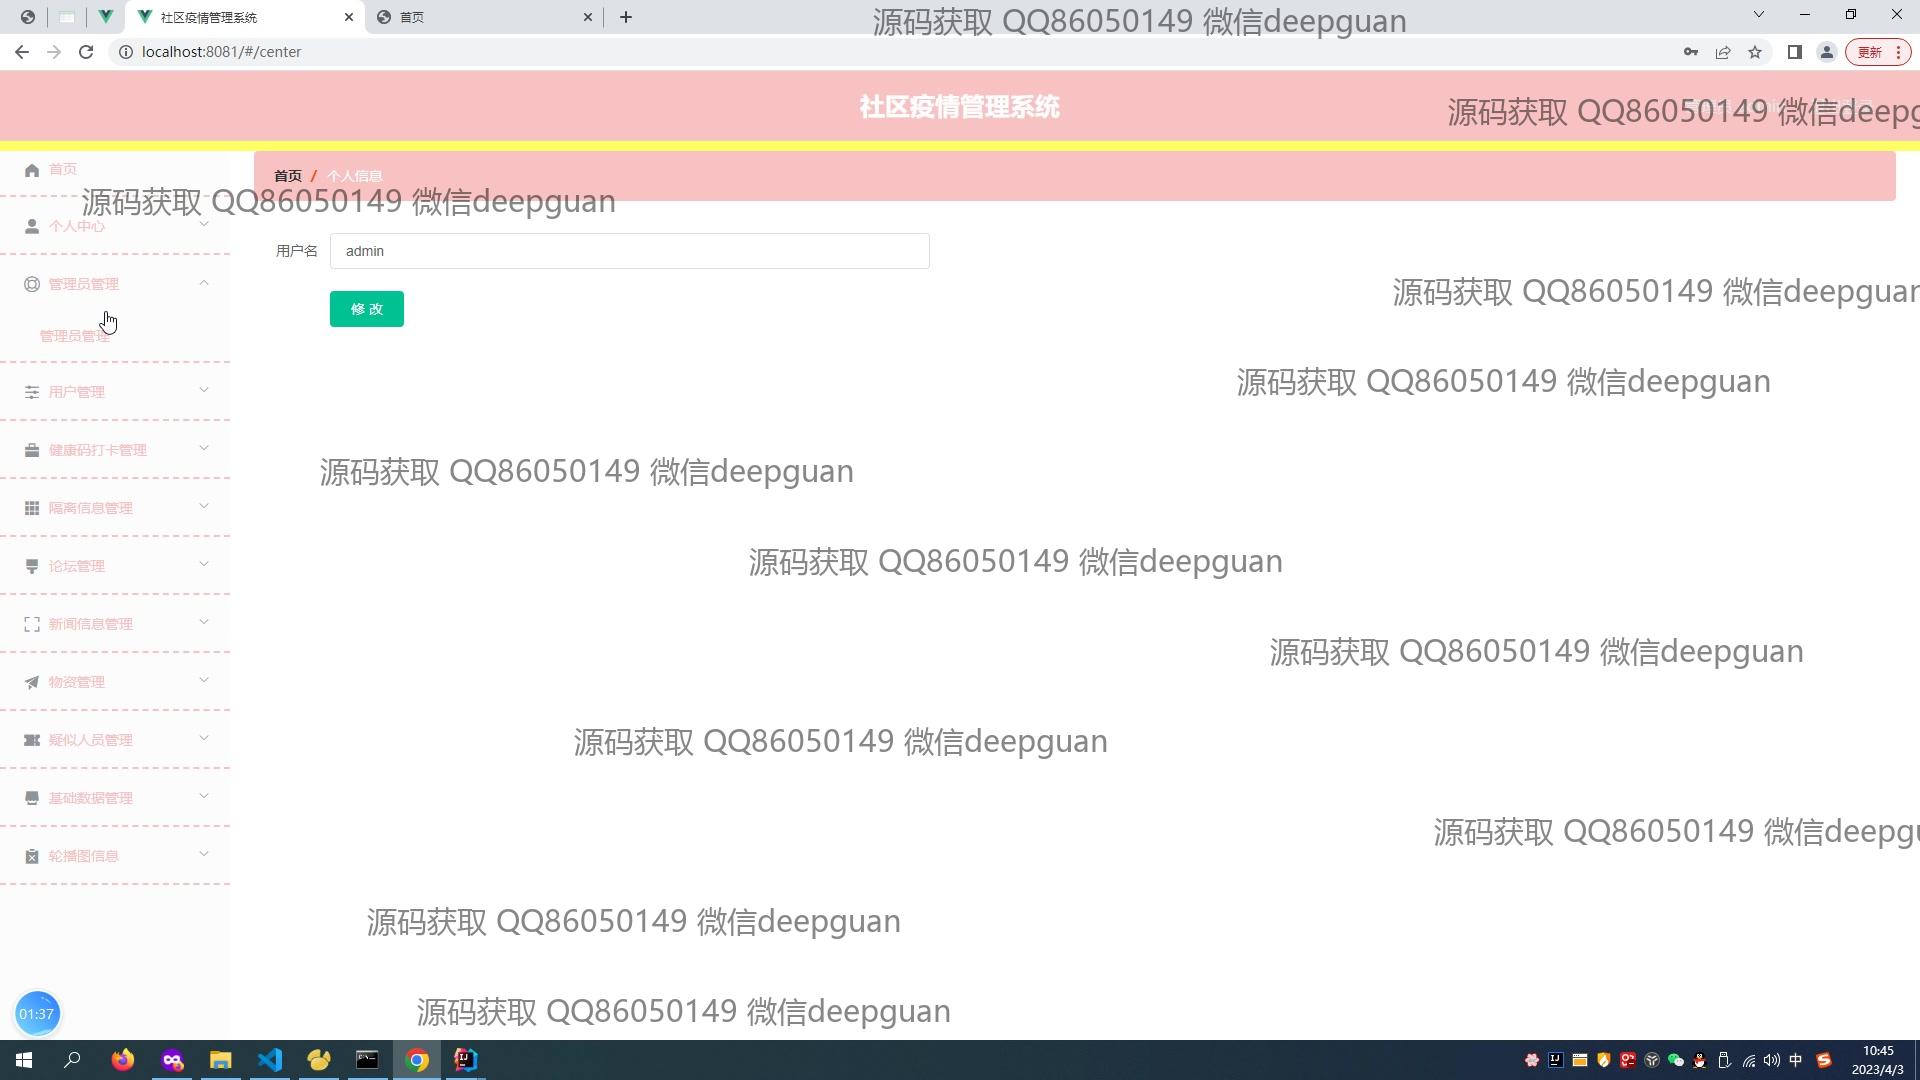 社区疫情管理系统
首页
源码获取 QQ86050149 微信deepguan
localhost:8081/#/center
更新
社区疫情管理系统
源码获取 QQ86050149 微信deepg
首页
首页 / 个人信息
源码获取 QQ86050149 微信deepguan
个人中心
用户名 admin
管理员管理
源码获取 QQ86050149 微信deepguan
修 改
管理员管理
源码获取 QQ86050149 微信deepguan
用户管理
健康码打卡管理
源码获取 QQ86050149 微信deepguan
隔离信息管理
论坛管理
源码获取 QQ86050149 微信deepguan
新闻信息管理
源码获取 QQ86050149 微信deepguan
物资管理
疑似人员管理
源码获取 QQ86050149 微信deepguan
基础数据管理
源码获取 QQ86050149 微信deepg
轮播图信息
源码获取 QQ86050149 微信deepguan
01:37
源码获取 QQ86050149 微信deepguan
中
10:45
2023/4/3